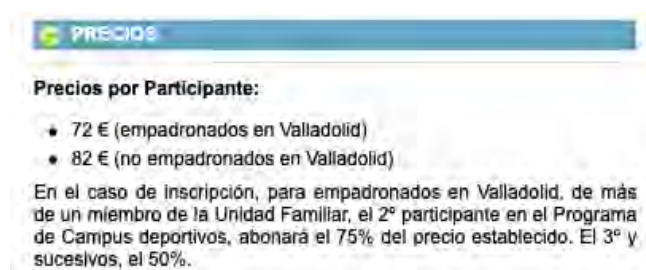 PRECIOS
Precios por Participante:
• 72 € (empadronados en Valladolid)
• 82 € (no empadronados en Valladolid)
En el caso de inscripción, para empadronados en Valladolid, de más
de un miembro de la Unidad Familiar, el 2º participante en el Programa
de Campus deportivos, abonará el 75% del precio establecido. El 3º y
sucesivos, el 50%.